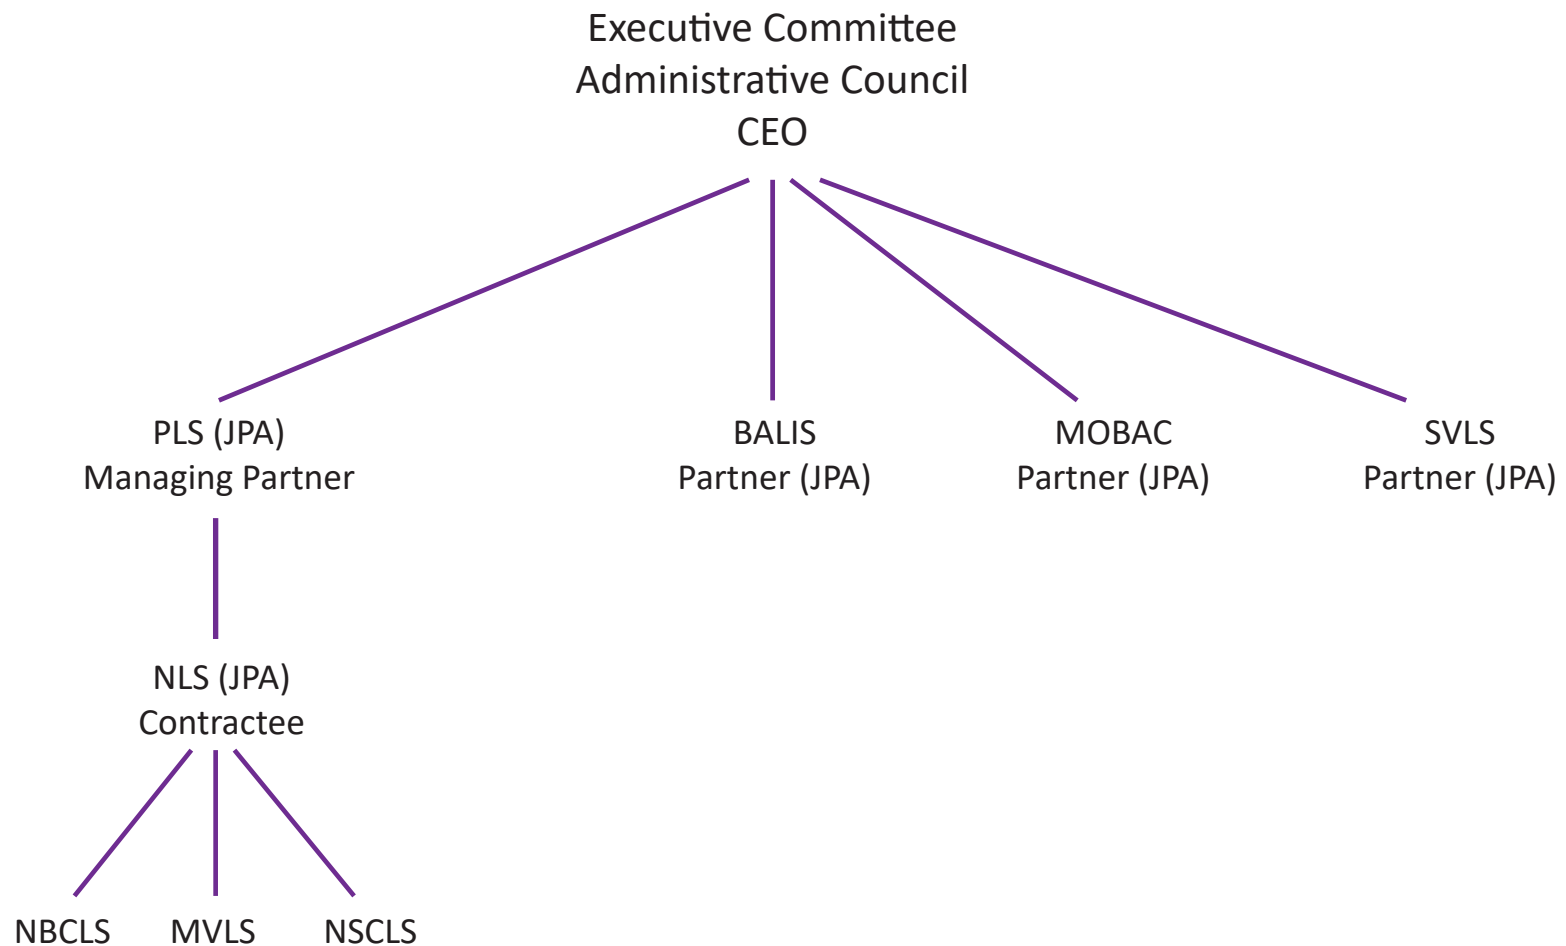 Executive Committee
Administrative Council
CEO
PLS (JPA)
Managing Partner
BALIS
Partner (JPA)
MOBAC
Partner (JPA)
SVLS
Partner (JPA)
NLS (JPA)
Contractee
NBCLS
MVLS
NSCLS